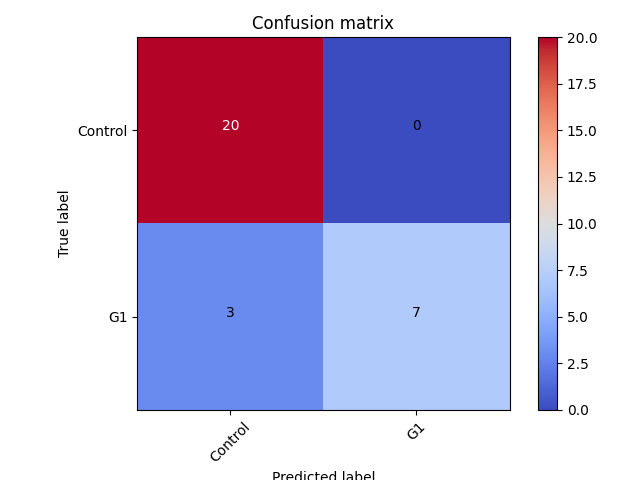 Confusion matrix
True label
Control
20
0
G1
3
7
Control
G1
Predicted label
20.0
17.5
15.0
12.5
10.0
7.5
5.0
2.5
0.0